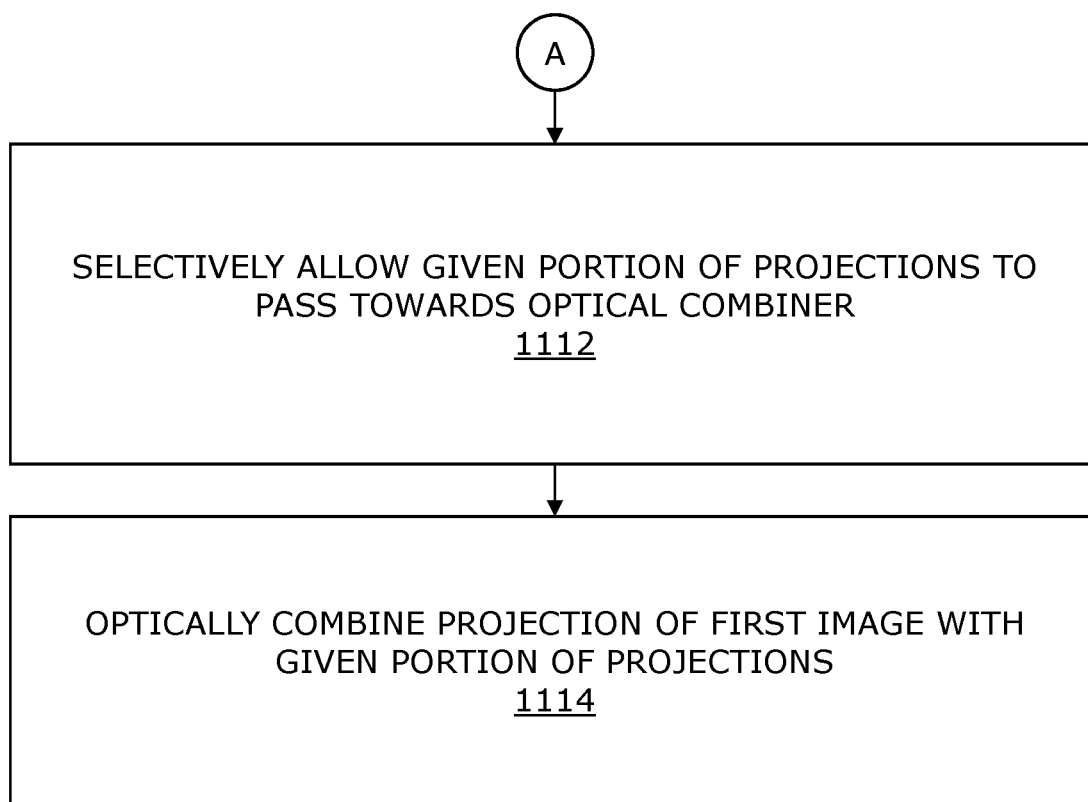 A
SELECTIVELY ALLOW GIVEN PORTION OF PROJECTIONS TO
PASS TOWARDS OPTICAL COMBINER
1112
OPTICALLY COMBINE PROJECTION OF FIRST IMAGE WITH
GIVEN PORTION OF PROJECTIONS
1114